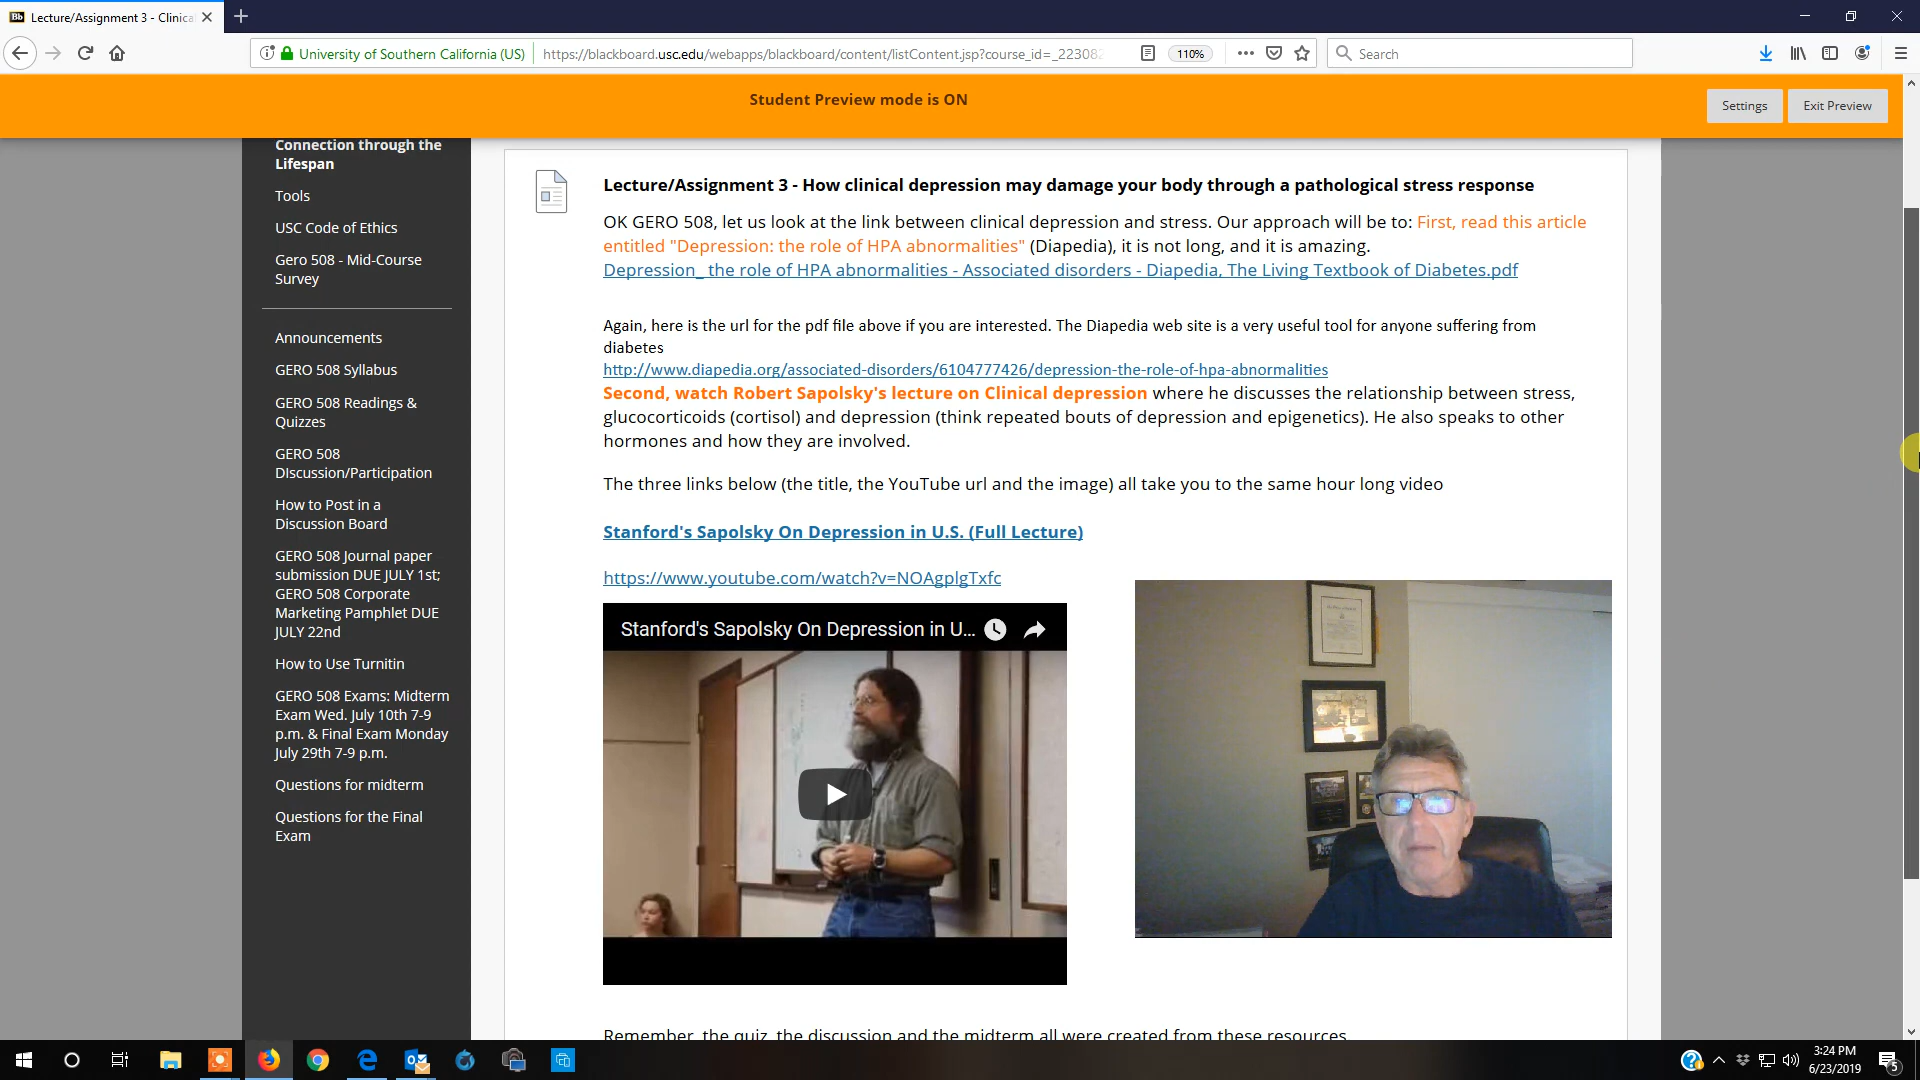 Lecture/Assignment 3 - Clinica
University of Southern California (US)
https://blackboard.usc.edu/webapps/blackboard/content/listContent.jsp?course_id=_22308
110%
Search
Student Preview mode is ON
Settings
Exit Preview
Connection through the
Lifespan
Tools
USC Code of Ethics
Gero 508 - Mid-Course
Survey
Announcements
GERO 508 Syllabus
GERO 508 Readings &
Quizzes
GERO 508
DIscussion/Participation
How to Post in a
Discussion Board
GERO 508 Journal paper
submission DUE JULY 1st;
GERO 508 Corporate
Marketing Pamphlet DUE
JULY 22nd
How to Use Turnitin
GERO 508 Exams: Midterm
Exam Wed. July 10th 7-9
p.m. & Final Exam Monday
July 29th 7-9 p.m.
Questions for midterm
Questions for the Final
Exam
Lecture/Assignment 3 - How clinical depression may damage your body through a pathological stress response
OK GERO 508, let us look at the link between clinical depression and stress. Our approach will be to: First, read this article
entitled "Depression: the role of HPA abnormalities" (Diapedia), it is not long, and it is amazing.
Depression_ the role of HPA abnormalities - Associated disorders - Diapedia, The Living Textbook of Diabetes.pdf
Again, here is the url for the pdf file above if you are interested. The Diapedia web site is a very useful tool for anyone suffering from
diabetes
http://www.diapedia.org/associated-disorders/6104777426/depression-the-role-of-hpa-abnormalities
Second, watch Robert Sapolsky's lecture on Clinical depression where he discusses the relationship between stress,
glucocorticoids (cortisol) and depression (think repeated bouts of depression and epigenetics). He also speaks to other
hormones and how they are involved.
The three links below (the title, the YouTube url and the image) all take you to the same hour long video
Stanford's Sapolsky On Depression in U.S. (Full Lecture)
https://www.youtube.com/watch?v=NOAgplgTxfc
Stanford's Sapolsky On Depression in U...
Remember, the quiz, the discussion and the midterm all were created from these resources
3:24 PM
6/23/2019
5